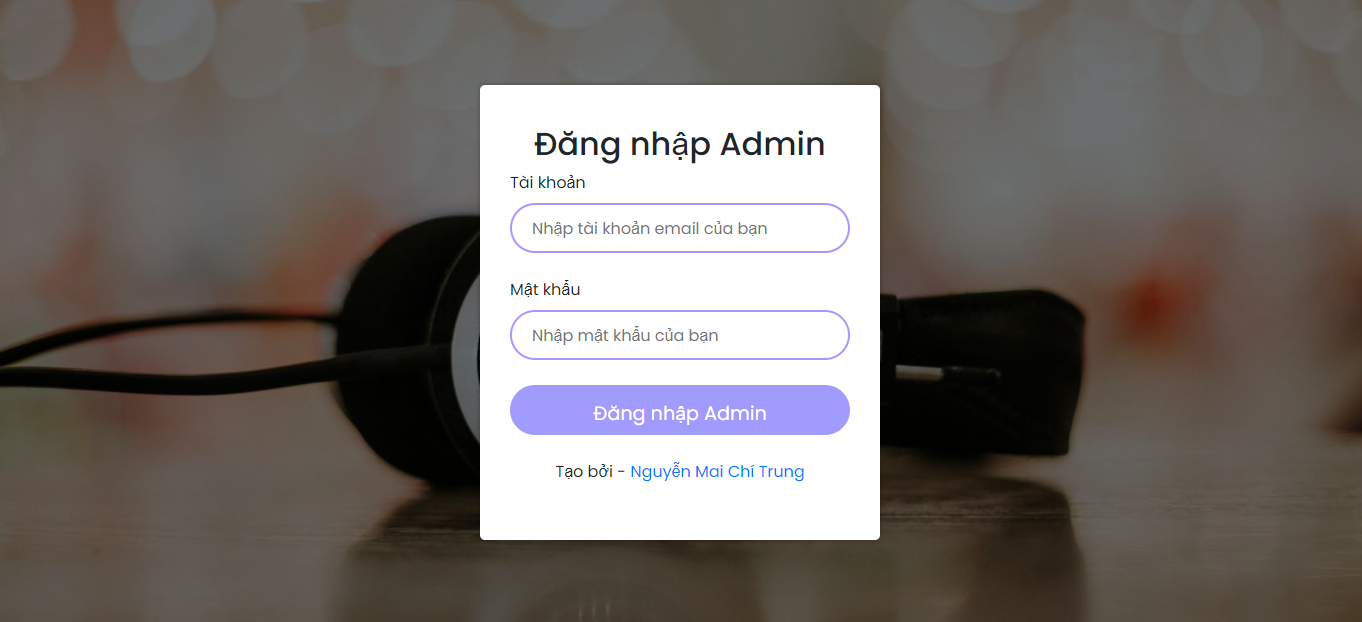 Đăng nhập Admin
Tài khoản
Nhập tài khoản email của bạn
Mật khẩu
Nhập mật khẩu của bạn
Đăng nhập Admin
Tạo bởi - Nguyễn Mai Chí Trung